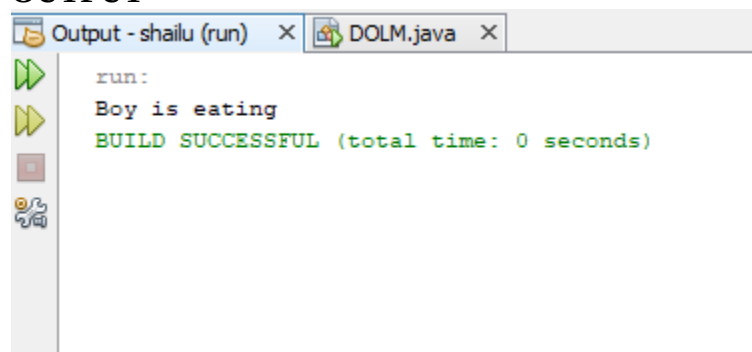 OUTPUT
Output - shailu (run) × DOLM.java ×
run:
Boy is eating
BUILD SUCCESSFUL (total time: 0 seconds)